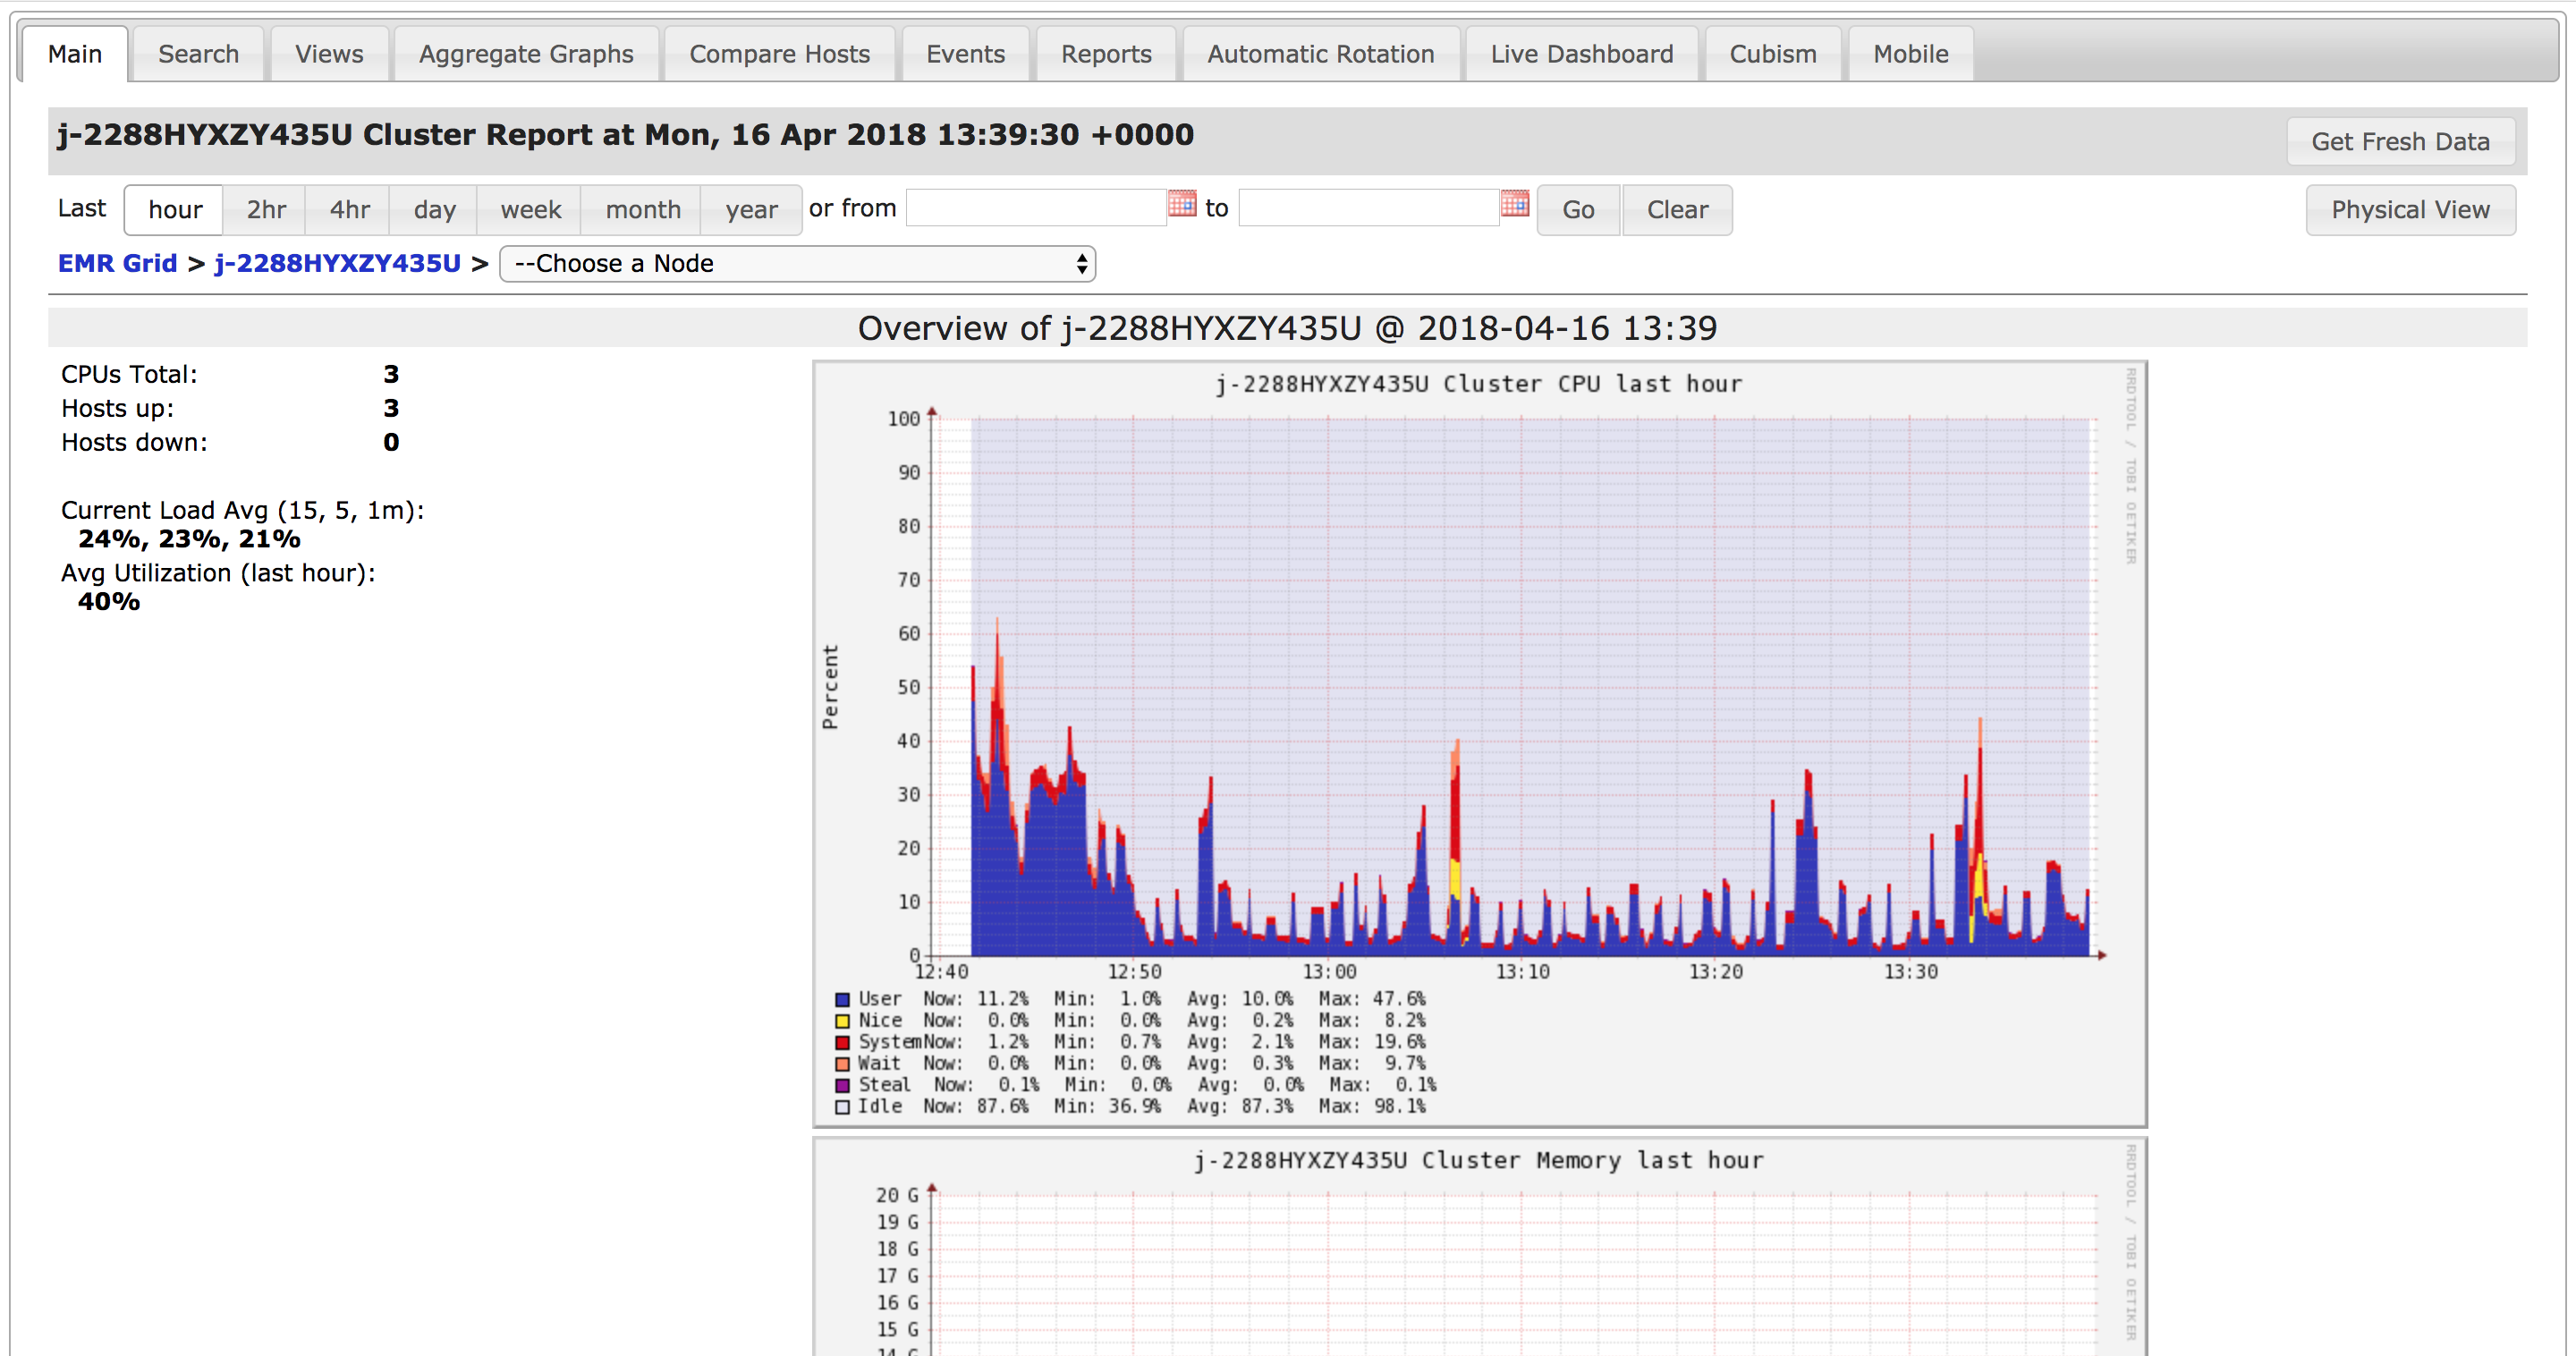 Main Search Views Aggregate Graphs Compare Hosts Events Reports Automatic Rotation Live Dashboard Cubism Mobile
j-2288HYXZY435U Cluster Report at Mon, 16 Apr 2018 13:39:30 +0000 Get Fresh Data
Last hour 2hr 4hr day week month year or from to Go Clear Physical View
EMR Grid > j-2288HYXZY435U > --Choose a Node
Overview of j-2288HYXZY435U @ 2018-04-16 13:39
CPUs Total: 3
Hosts up: 3
Hosts down: 0
Current Load Avg (15, 5, 1m):
24%, 23%, 21%
Avg Utilization (last hour):
40%
j-2288HYXZY435U Cluster CPU last hour
RRDTOOL / TOBI OETIKER
Percent
100
90
80
70
60
50
40
30
20
10
0
12:40 12:50 13:00 13:10 13:20 13:30
User Now: 11.2% Min: 1.0% Avg: 10.0% Max: 47.6%
Nice Now: 0.0% Min: 0.0% Avg: 0.2% Max: 8.2%
System Now: 1.2% Min: 0.7% Avg: 2.1% Max: 19.6%
Wait Now: 0.0% Min: 0.0% Avg: 0.3% Max: 9.7%
Steal Now: 0.1% Min: 0.0% Avg: 0.0% Max: 0.1%
Idle Now: 87.6% Min: 36.9% Avg: 87.3% Max: 98.1%
j-2288HYXZY435U Cluster Memory last hour
RRDTOOL / TOBI OETIKER
20 G
19 G
18 G
17 G
16 G
15 G
14 G